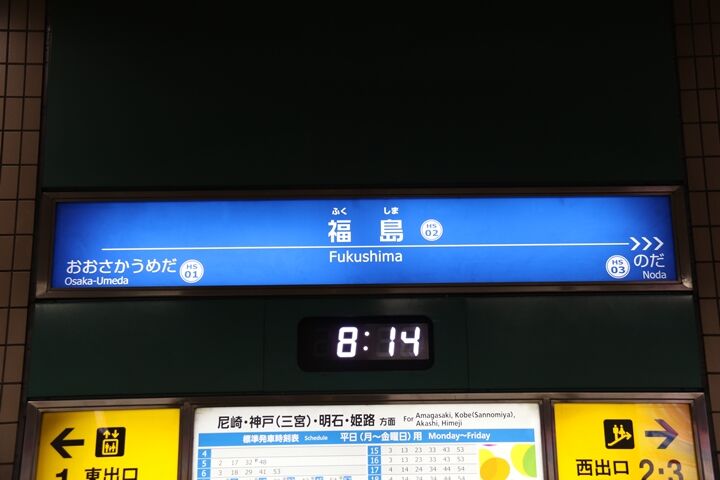 ふく しま
福島 HS 02
Fukushima
おおさかうめだ HS 01
Osaka-Umeda
HS 03 のだ
Noda
8:14
尼崎・神戸(三宮)・明石・姫路 方面 For Amagasaki, Kobe(Sannomiya),
Akashi, Himeji
標準発車時刻表 Schedule 平日(月～金曜日)用 Monday～Friday
4
5 2 17 32 48
6 3 18 29 41 53
7
15 3 13 23 33 43 53
16 3 13 23 33 43 53
17 4 14 24 34 44 54
1 東出口
西出口 2·3